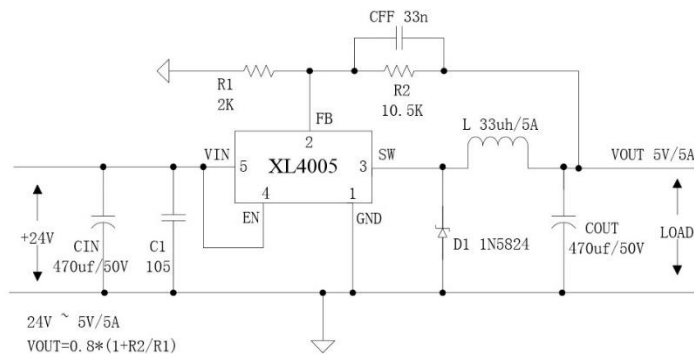 CFF 33n
R1
2K
R2
10.5K
FB
2
L 33uh/5A
VIN
5
XL4005
3
SW
VOUT 5V/5A
4
1
EN
GND
+24V
CIN
470uf/50V
C1
105
D1 1N5824
COUT
470uf/50V
LOAD
24V ~ 5V/5A
VOUT=0.8*(1+R2/R1)